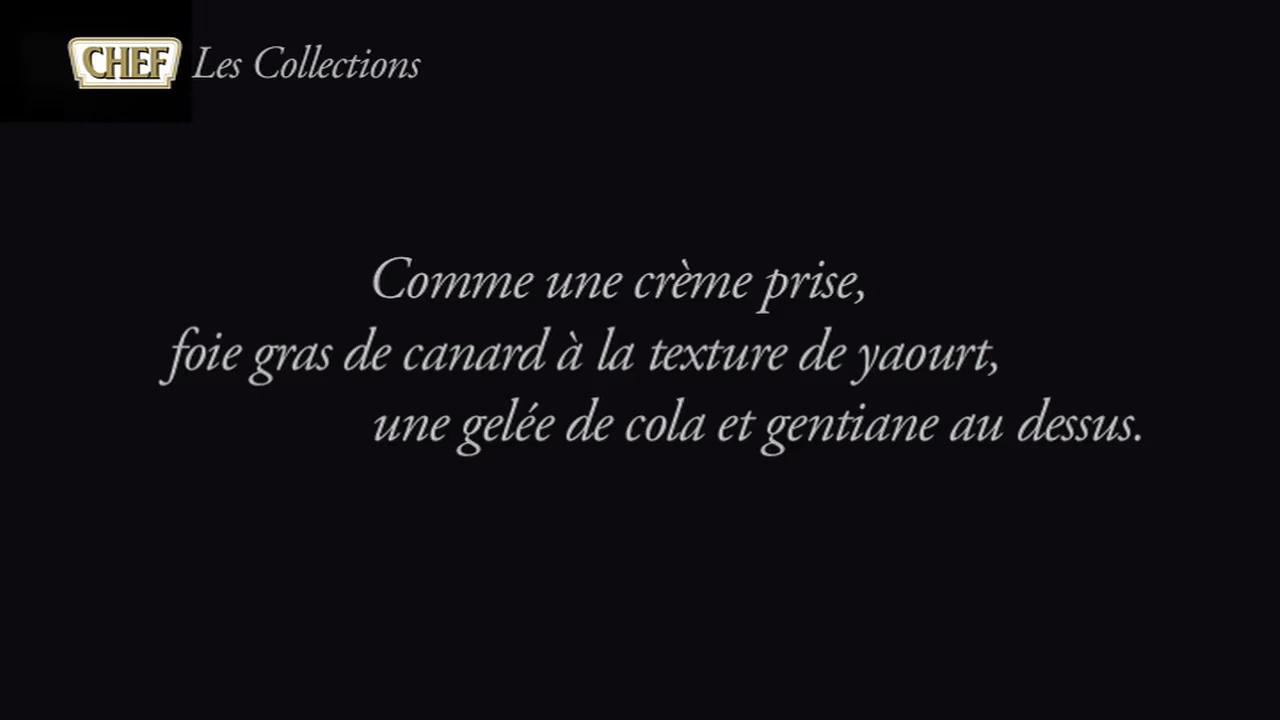 CHEF Les Collections
Comme une crème prise,
foie gras de canard à la texture de yaourt,
une gelée de cola et gentiane au dessus.